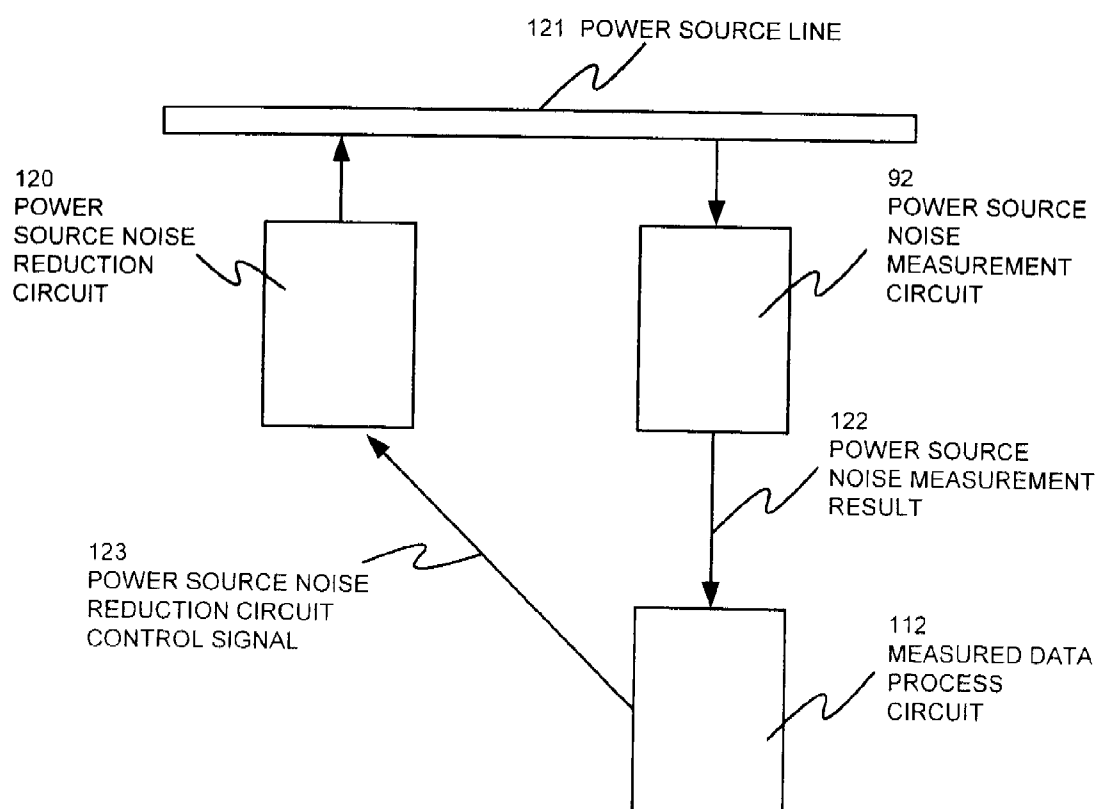 121 POWER SOURCE LINE
120
POWER
SOURCE NOISE
REDUCTION
CIRCUIT
92
POWER SOURCE
NOISE
MEASUREMENT
CIRCUIT
122
POWER SOURCE
NOISE MEASUREMENT
RESULT
123
POWER SOURCE NOISE
REDUCTION CIRCUIT
CONTROL SIGNAL
112
MEASURED DATA
PROCESS
CIRCUIT